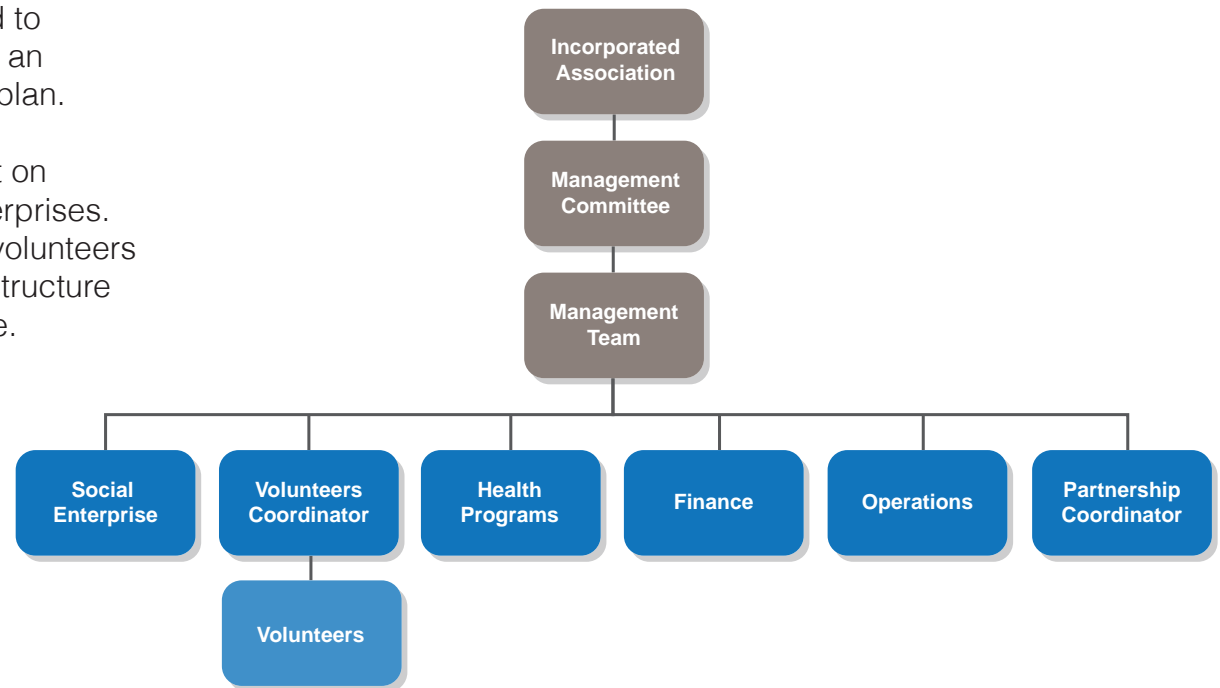 to
an
plan.
on
erprises.
volunteers
structure
e.
Incorporated
Association
Management
Committee
Management
Team
Social
Enterprise
Volunteers
Coordinator
Health
Programs
Finance
Operations
Partnership
Coordinator
Volunteers